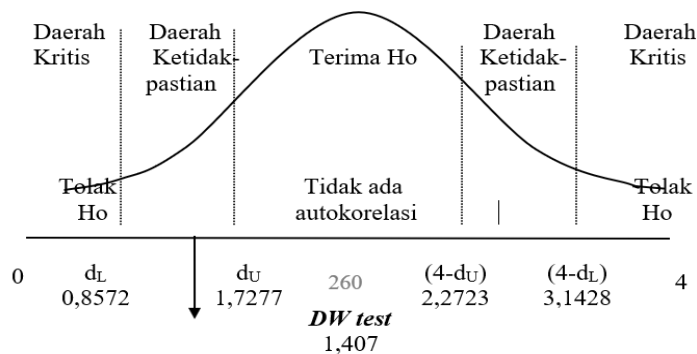 Daerah
Kritis
Daerah
Ketidak-
pastian
Terima Ho
Daerah
Ketidak-
pastian
Daerah
Kritis
Tolak
Ho
Tidak ada
autokorelasi
Tolak
Ho
0
dL
0,8572
dU
1,7277
260
(4-dU)
2,2723
(4-dL)
3,1428
4
DW test
1,407